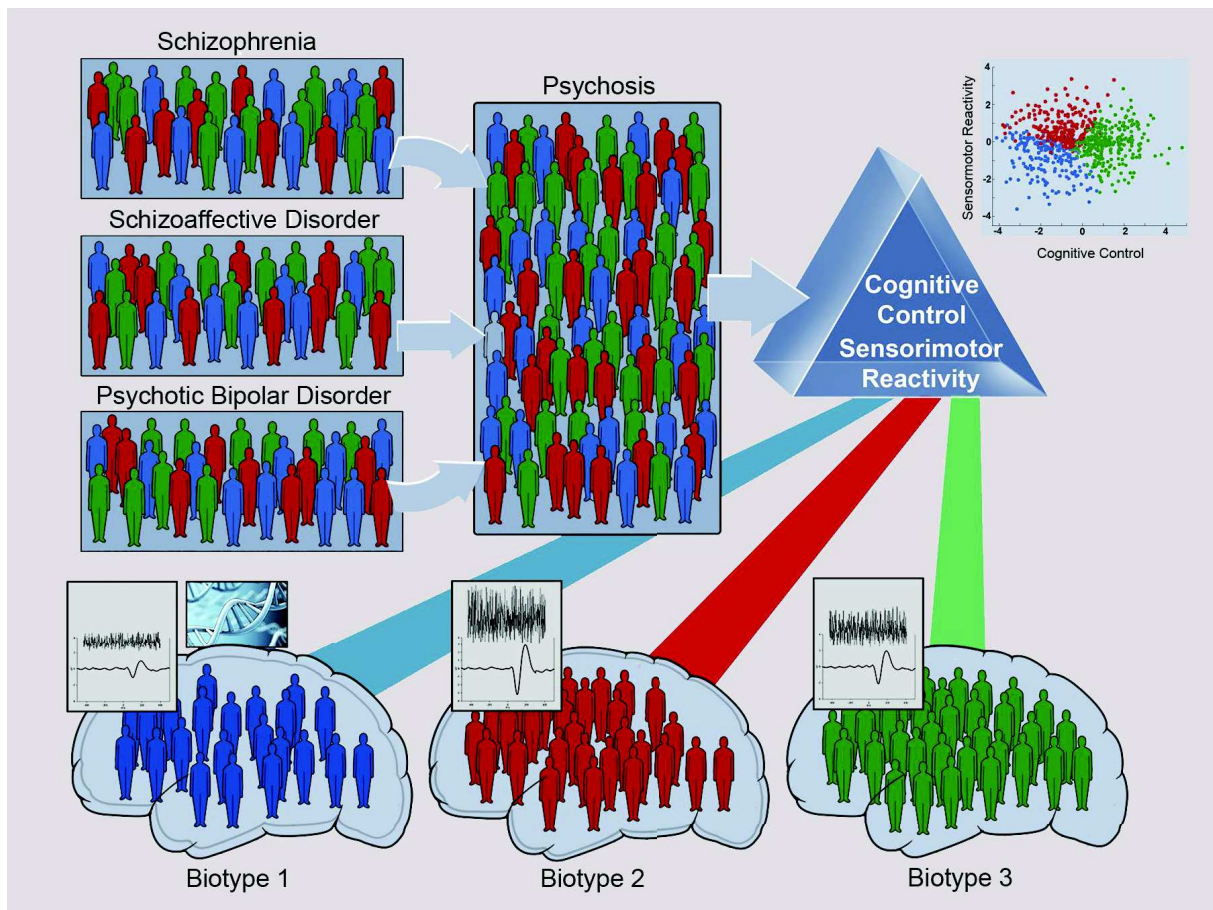 Schizophrenia
Psychosis
Schizoaffective Disorder
Psychotic Bipolar Disorder
Sensormotor Reactivity
4
2
0
-2
-4
-4
-2
0
2
4
Cognitive Control
Cognitive
Control
Sensorimotor
Reactivity
Biotype 1
Biotype 2
Biotype 3